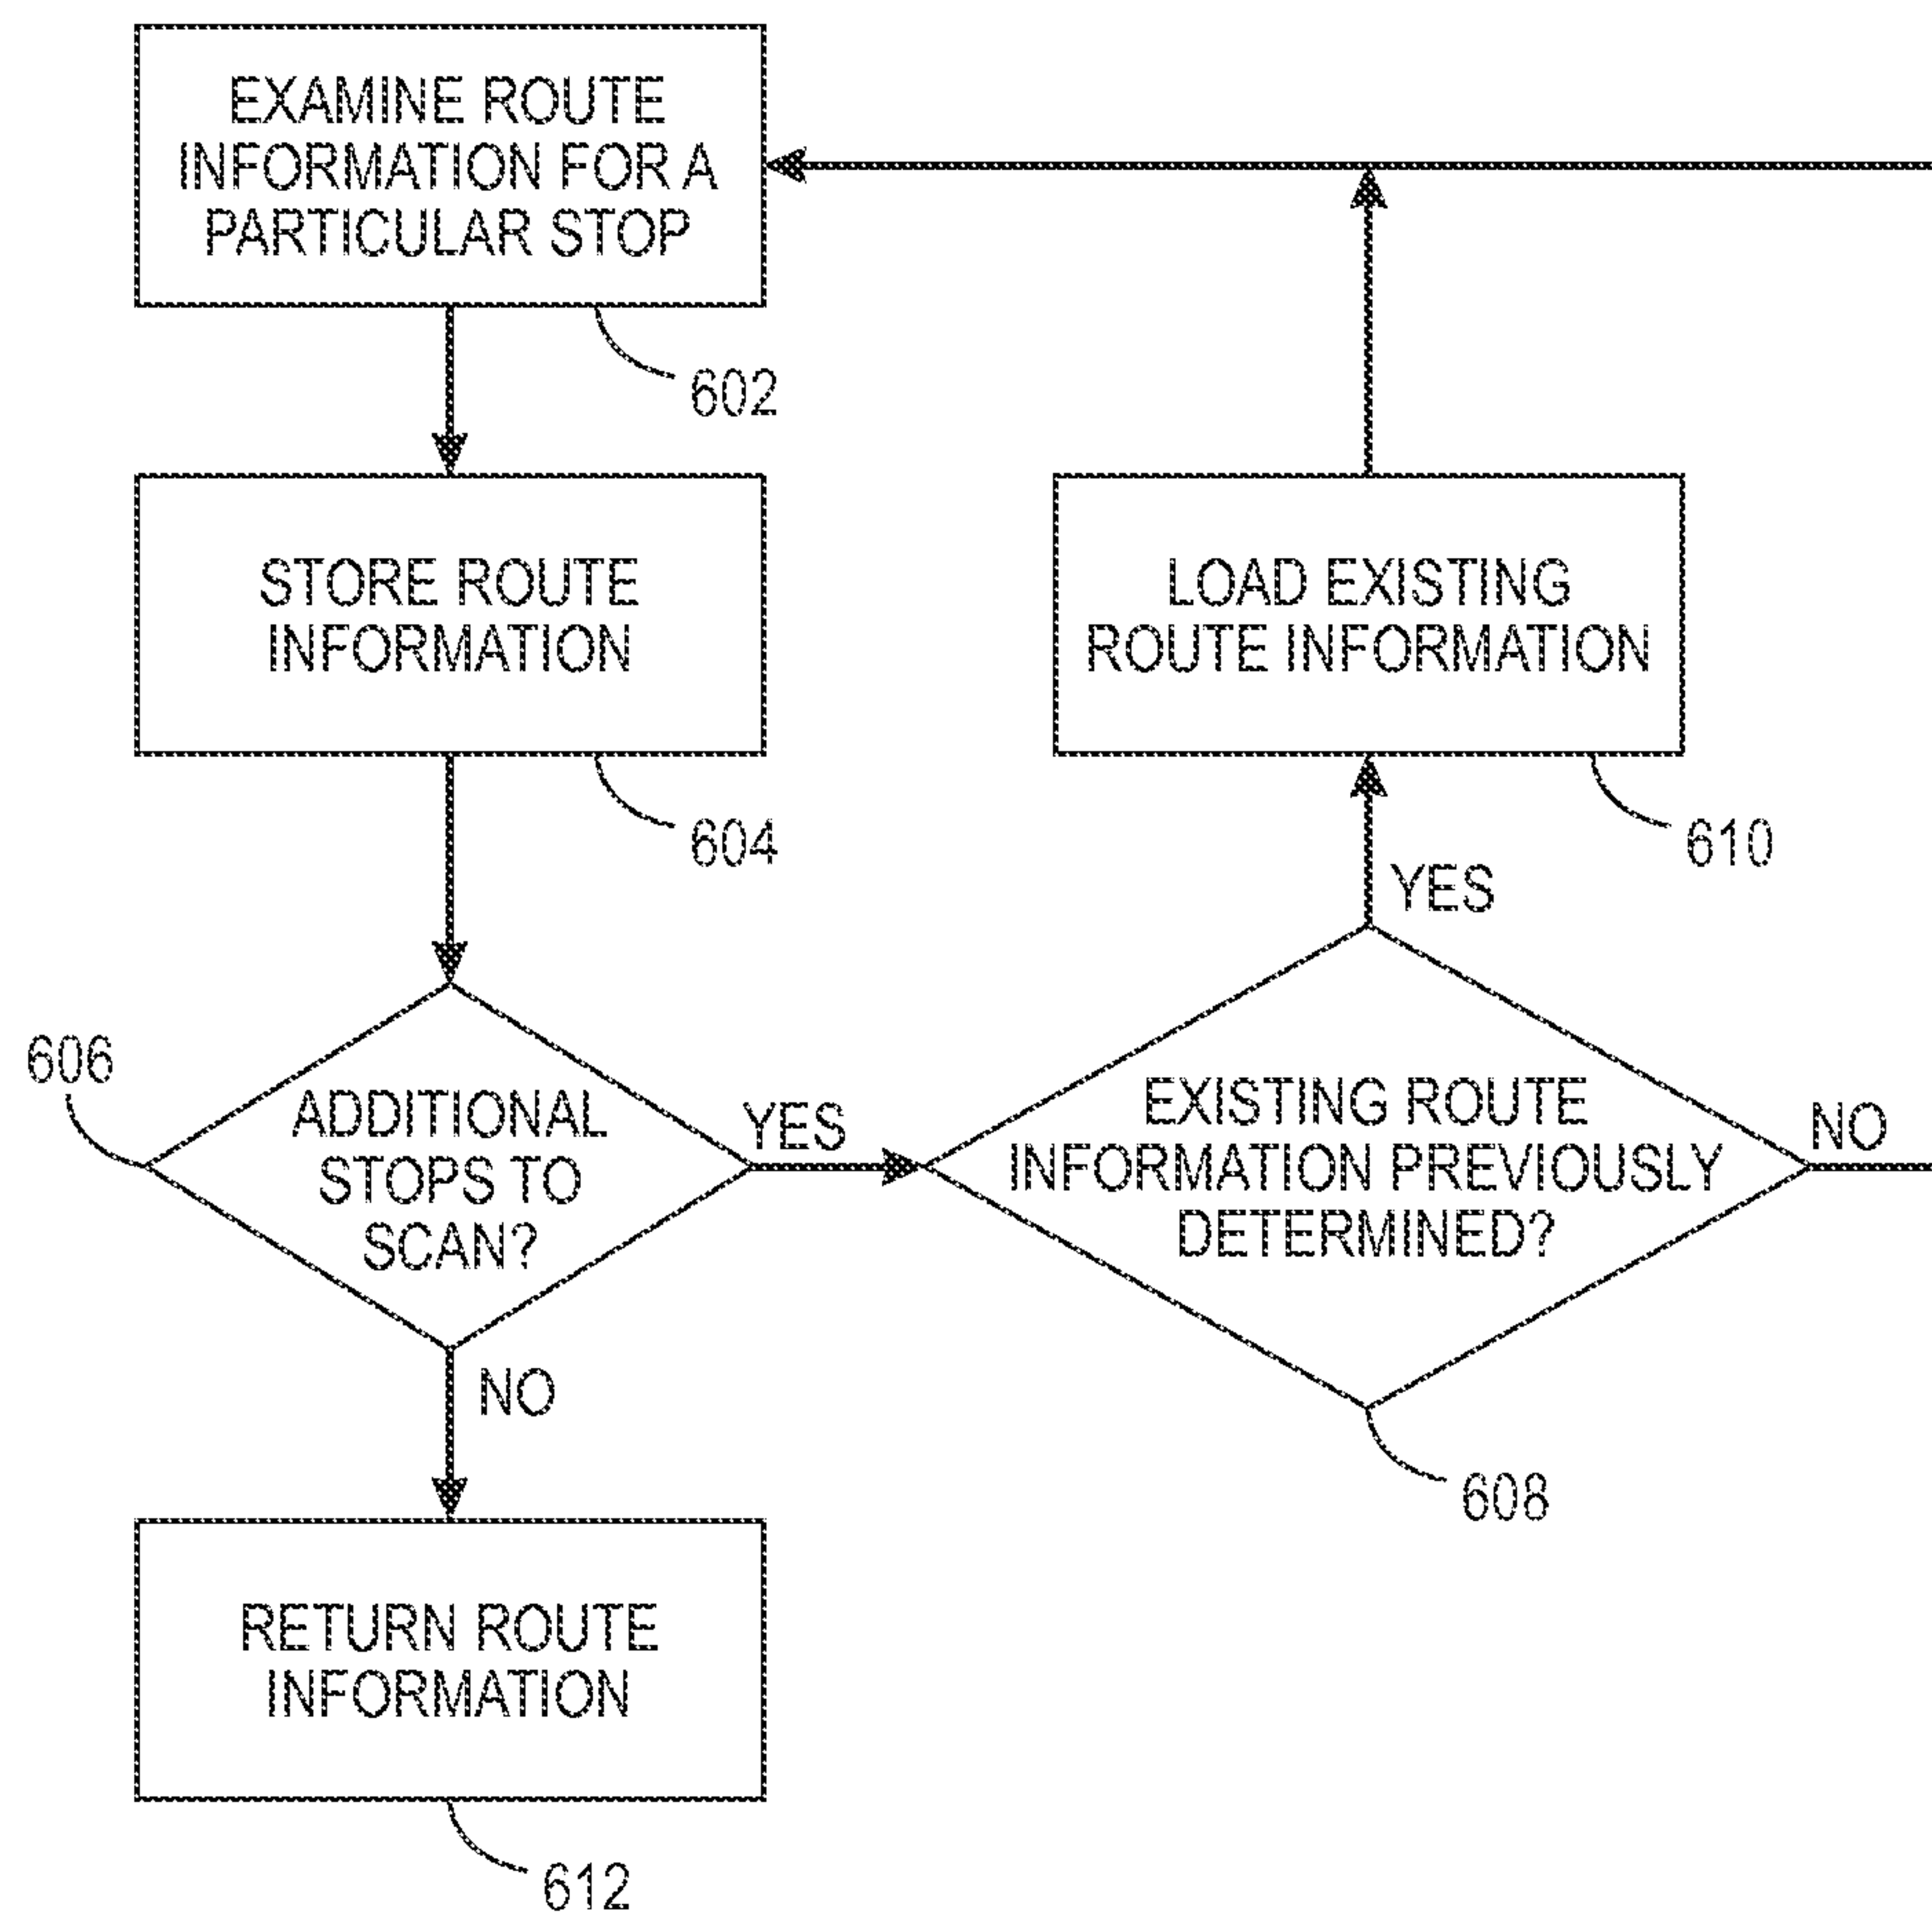 EXAMINE ROUTE
INFORMATION FOR A
PARTICULAR STOP
602
STORE ROUTE
INFORMATION
604
LOAD EXISTING
ROUTE INFORMATION
610
YES
606
ADDITIONAL
STOPS TO
SCAN?
YES
EXISTING ROUTE
INFORMATION PREVIOUSLY
DETERMINED?
NO
NO
608
RETURN ROUTE
INFORMATION
612